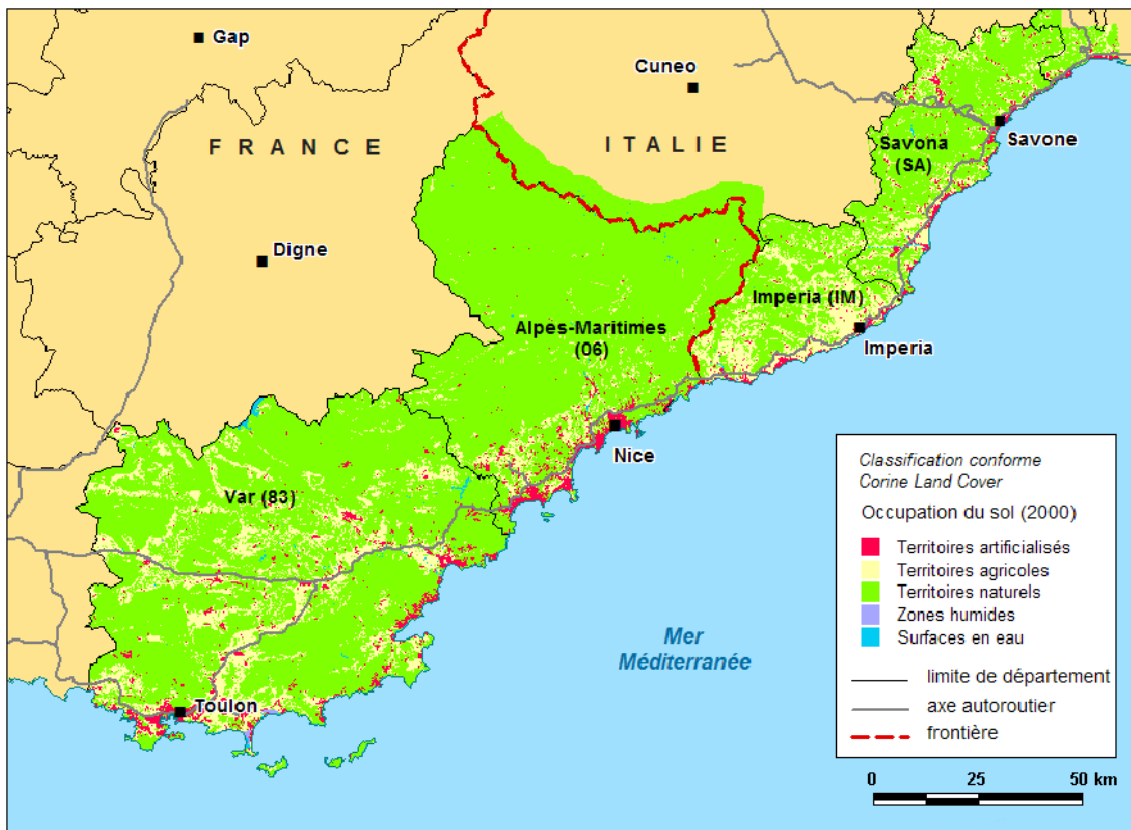 Gap
Cuneo
FRANCE
ITALIE
Savone
Savona
(SA)
Digne
Imperia (IM)
Alpes-Maritimes
(06)
Imperia
Nice
Var (83)
Toulon
Mer
Méditerranée
Classification conforme
Corine Land Cover
Occupation du sol (2000)
Territoires artificialisés
Territoires agricoles
Territoires naturels
Zones humides
Surfaces en eau
limite de département
axe autoroutier
frontière
0 25 50 km